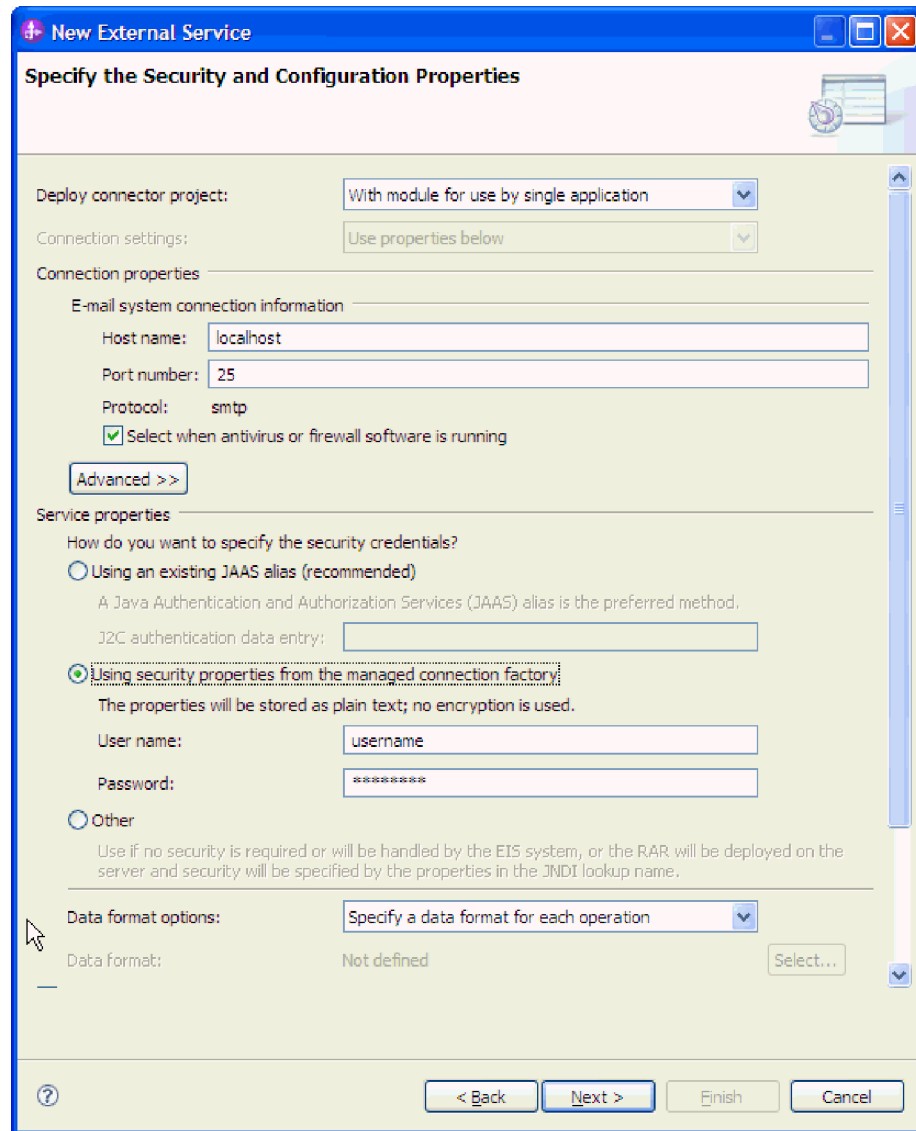 New External Service
Specify the Security and Configuration Properties
Deploy connector project: With module for use by single application
Connection settings: Use properties below
Connection properties
E-mail system connection information
Host name: localhost
Port number: 25
Protocol: smtp
Select when antivirus or firewall software is running
Advanced >>
Service properties
How do you want to specify the security credentials?
Using an existing JAAS alias (recommended)
A Java Authentication and Authorization Services (JAAS) alias is the preferred method.
J2C authentication data entry:
Using security properties from the managed connection factory
The properties will be stored as plain text; no encryption is used.
User name: username
Password: ********
Other
Use if no security is required or will be handled by the EIS system, or the RAR will be deployed on the
server and security will be specified by the properties in the JNDI lookup name.
Data format options: Specify a data format for each operation
Data format: Not defined Select...
? < Back Next > Finish Cancel